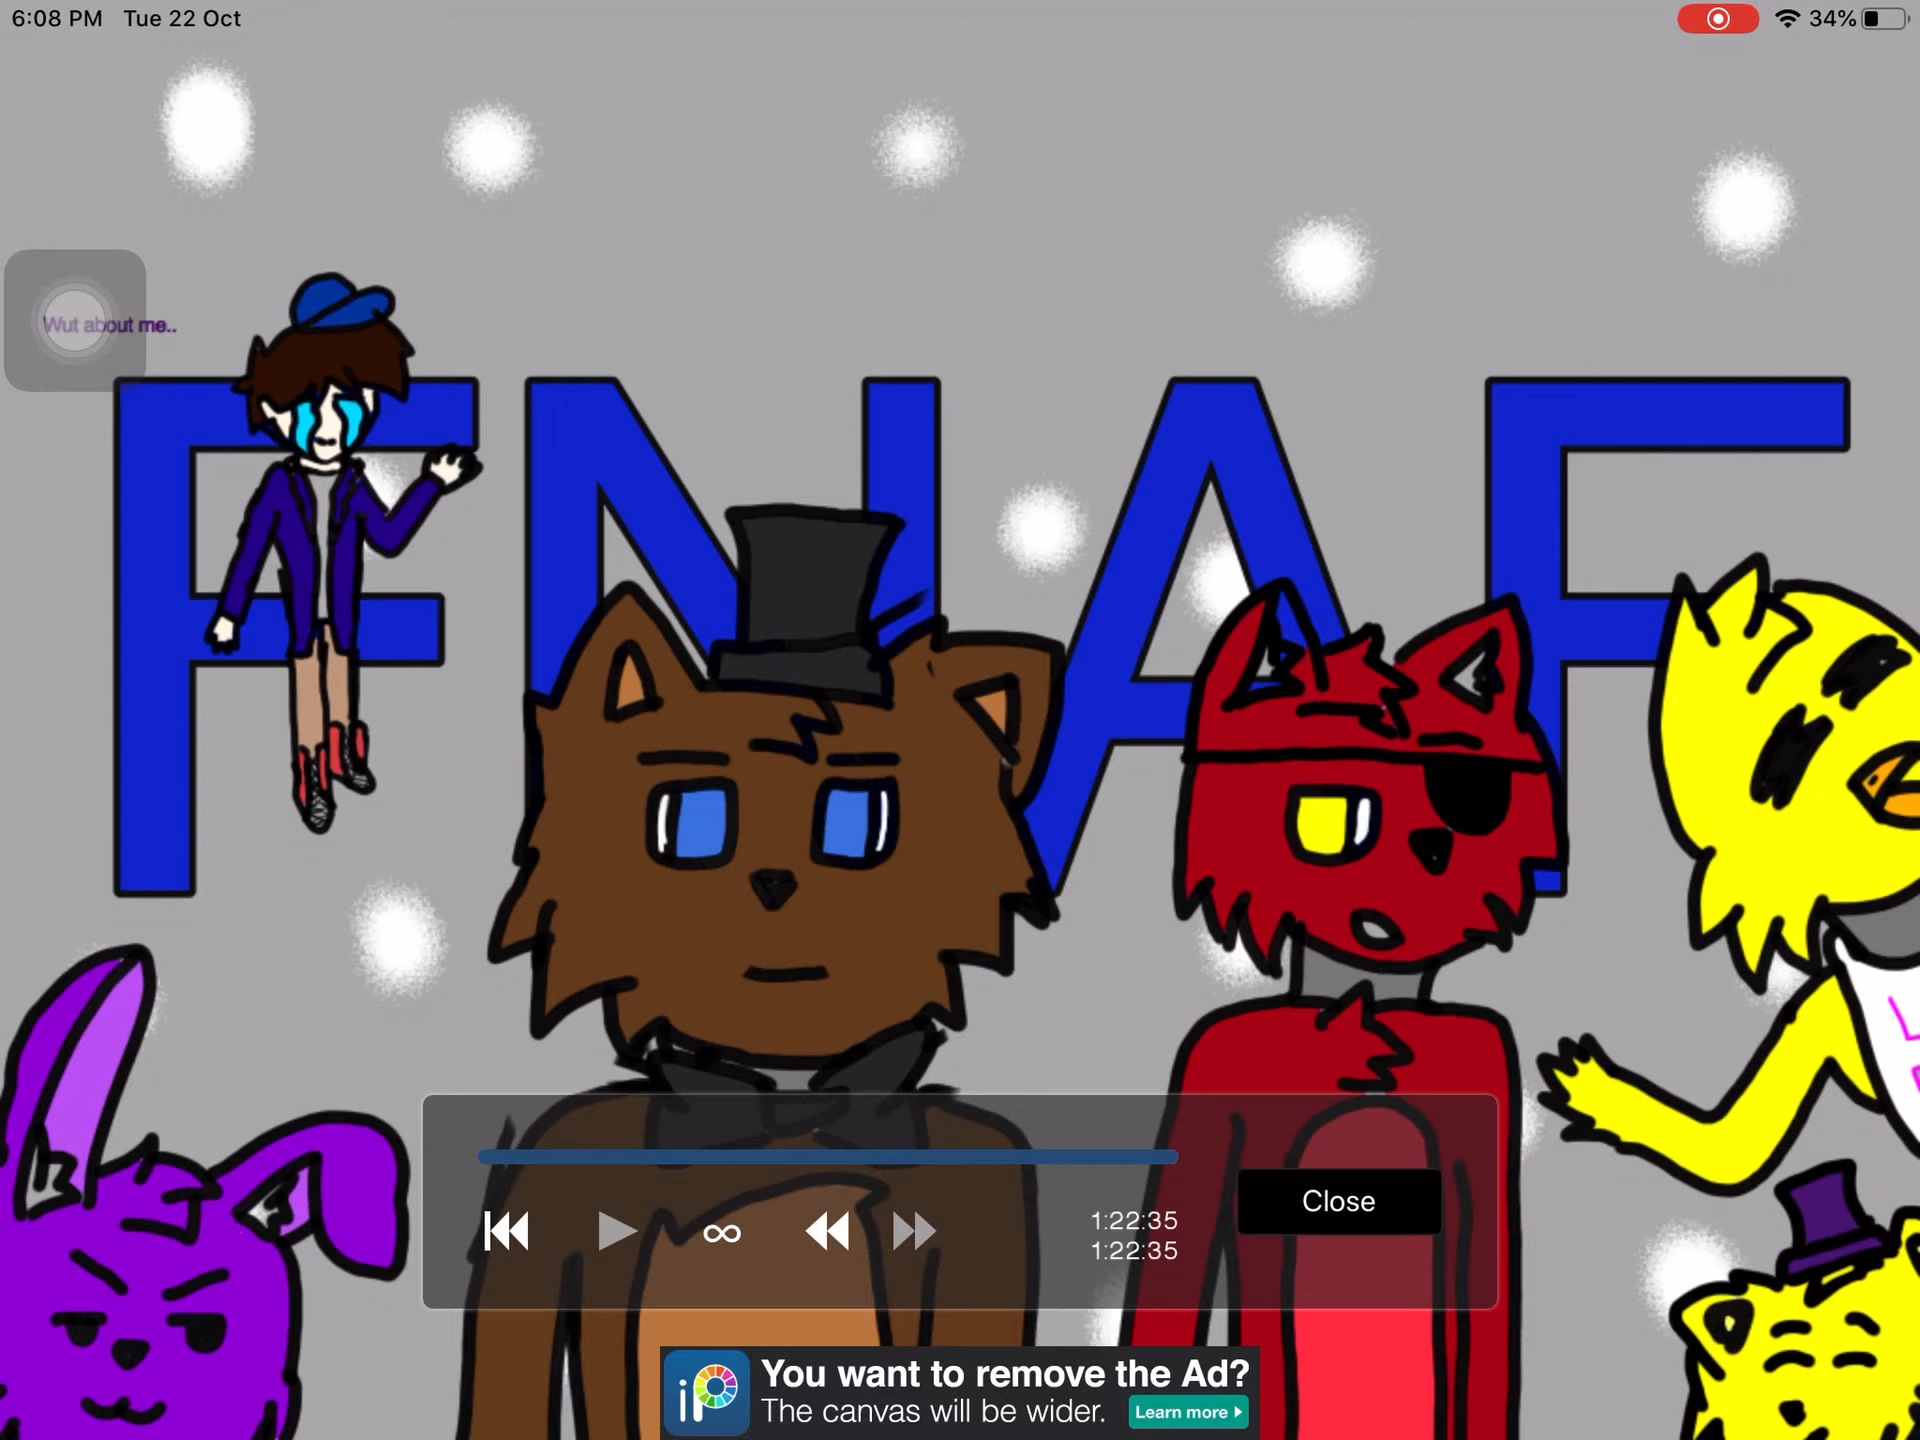 6:08 PM Tue 22 Oct
34%
Wut about me..
FNAF
1:22:35
1:22:35
Close
iP
You want to remove the Ad?
The canvas will be wider.
Learn more